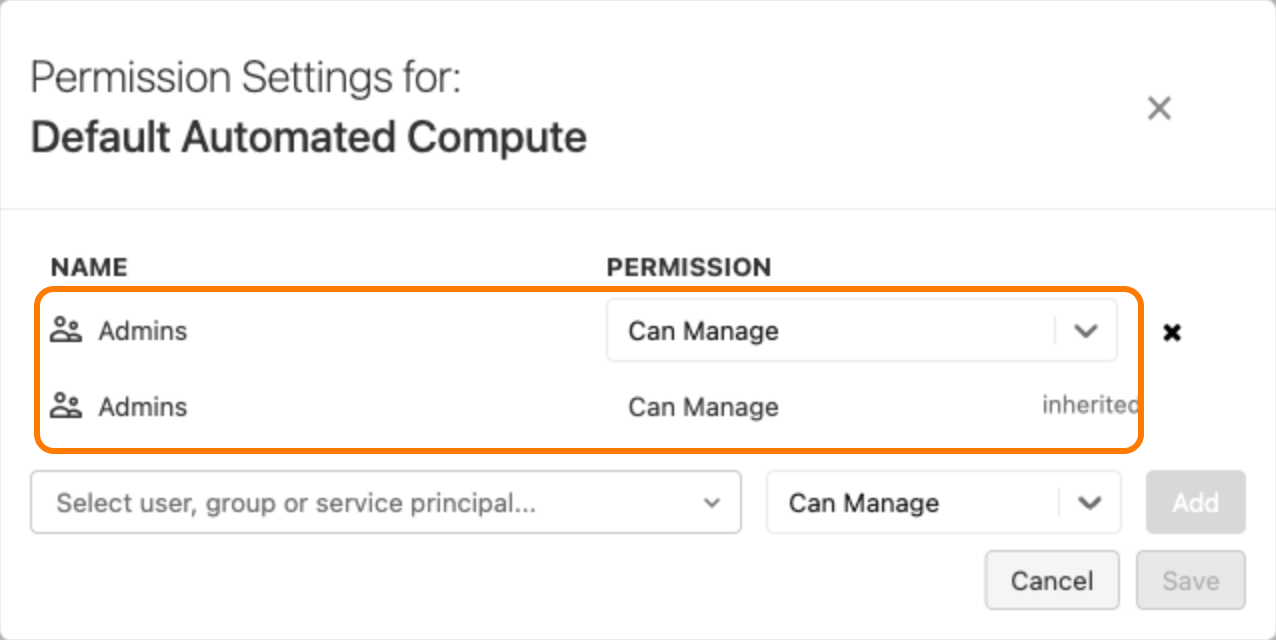 Permission Settings for:
Default Automated Compute
NAME PERMISSION
Admins Can Manage
Admins Can Manage inherited
Select user, group or service principal... Can Manage Add
Cancel Save